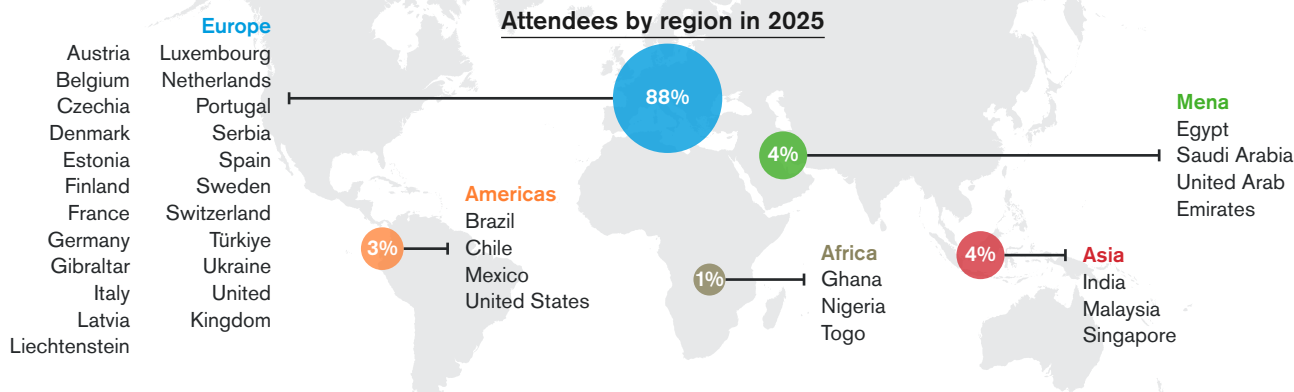 Attendees by region in 2025
Europe
Austria
Belgium
Czechia
Denmark
Estonia
Finland
France
Germany
Gibraltar
Italy
Latvia
Liechtenstein
Luxembourg
Netherlands
Portugal
Serbia
Spain
Sweden
Switzerland
Türkiye
Ukraine
United
Kingdom
88%
Mena
Egypt
Saudi Arabia
United Arab
Emirates
4%
Americas
Brazil
Chile
Mexico
United States
3%
Africa
Ghana
Nigeria
Togo
1%
Asia
India
Malaysia
Singapore
4%